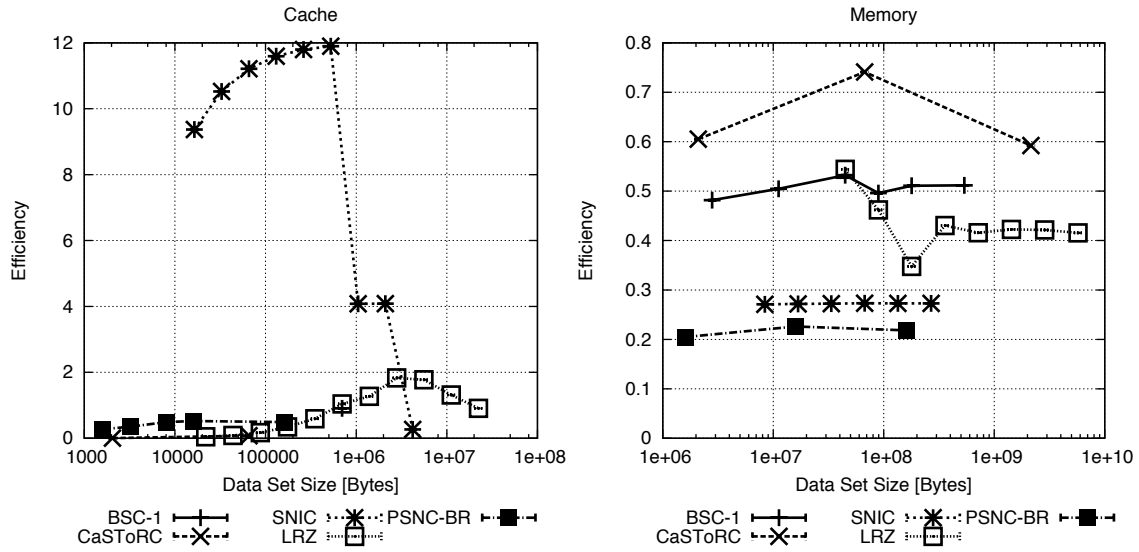 Cache
12
10
8
6
4
2
0
Efficiency
1000 10000 100000 1e+06 1e+07 1e+08
Data Set Size [Bytes]
BSC-1 SNIC PSNC-BR
CaSToRC LRZ
Memory
0.8
0.7
0.6
0.5
0.4
0.3
0.2
0.1
0
Efficiency
1e+06 1e+07 1e+08 1e+09 1e+10
Data Set Size [Bytes]
BSC-1 SNIC PSNC-BR
CaSToRC LRZ